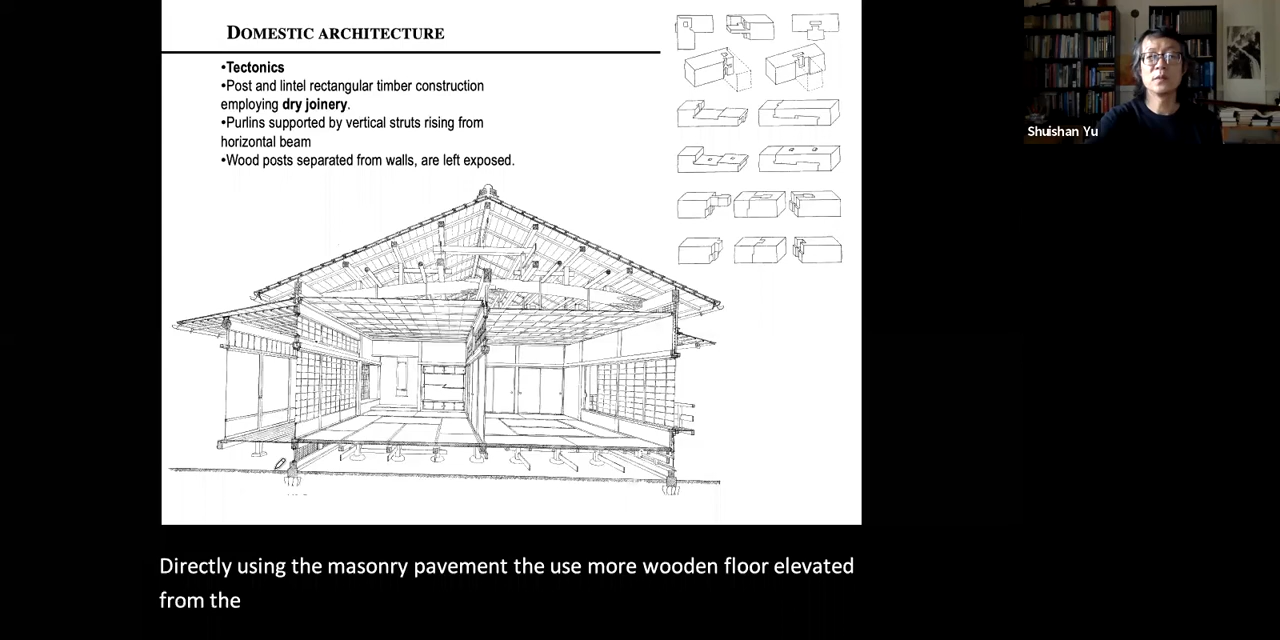 DOMESTIC ARCHITECTURE
•Tectonics
•Post and lintel rectangular timber construction
employing dry joinery.
•Purlins supported by vertical struts rising from
horizontal beam
•Wood posts separated from walls, are left exposed.
Shuishan Yu
Directly using the masonry pavement the use more wooden floor elevated
from the